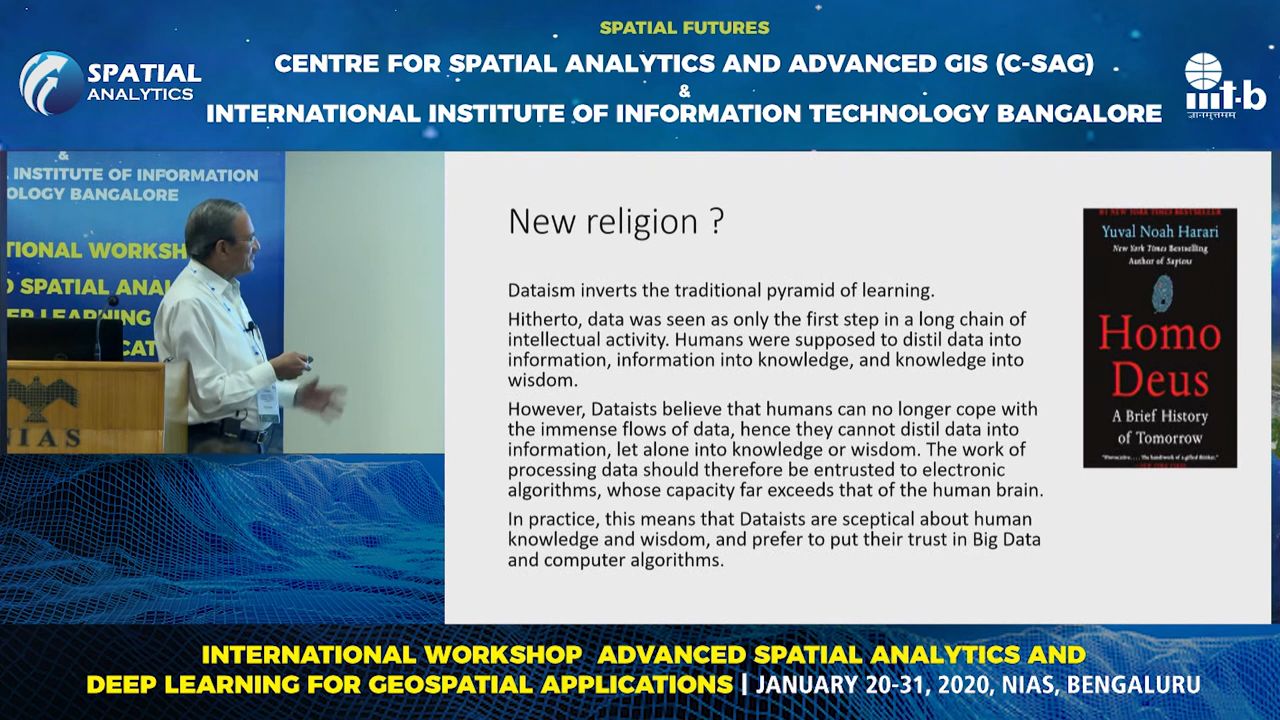 SPATIAL FUTURES
CENTRE FOR SPATIAL ANALYTICS AND ADVANCED GIS (C-SAG)
&
INTERNATIONAL INSTITUTE OF INFORMATION TECHNOLOGY BANGALORE
SPATIAL
ANALYTICS
iiit-b
ज्ञानमुत्तमम्
&
L INSTITUTE OF INFORMATION
OLOGY BANGALORE
TIONAL WORKSH
D SPATIAL ANAL
EEP LEARNING
CAT
NIAS
New religion ?
Dataism inverts the traditional pyramid of learning.
Hitherto, data was seen as only the first step in a long chain of
intellectual activity. Humans were supposed to distil data into
information, information into knowledge, and knowledge into
wisdom.
However, Dataists believe that humans can no longer cope with
the immense flows of data, hence they cannot distil data into
information, let alone into knowledge or wisdom. The work of
processing data should therefore be entrusted to electronic
algorithms, whose capacity far exceeds that of the human brain.
In practice, this means that Dataists are sceptical about human
knowledge and wisdom, and prefer to put their trust in Big Data
and computer algorithms.
#1 NEW YORK TIMES BESTSELLER
Yuval Noah Harari
New York Times Bestselling
Author of Sapiens
Homo
Deus
A Brief History
of Tomorrow
INTERNATIONAL WORKSHOP ADVANCED SPATIAL ANALYTICS AND
DEEP LEARNING FOR GEOSPATIAL APPLICATIONS | JANUARY 20-31, 2020, NIAS, BENGALURU